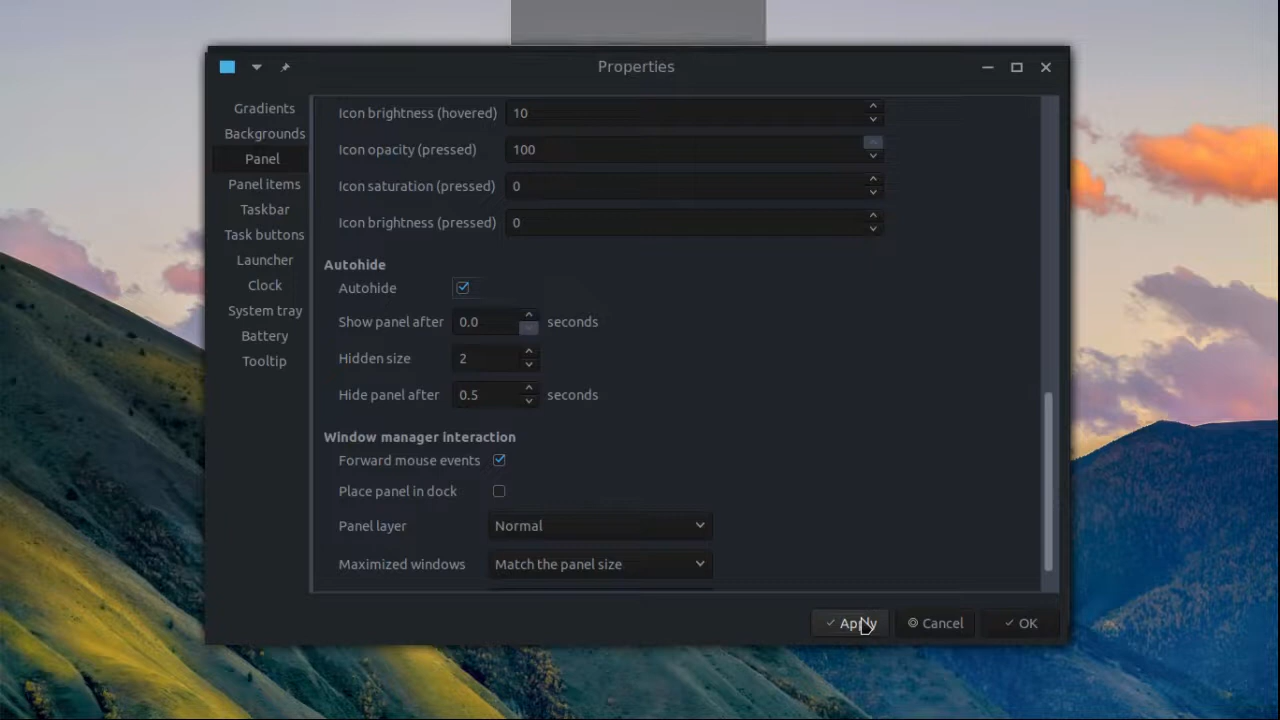 Properties
Gradients
Backgrounds
Panel
Panel items
Taskbar
Task buttons
Launcher
Clock
System tray
Battery
Tooltip
Icon brightness (hovered) 10
Icon opacity (pressed) 100
Icon saturation (pressed) 0
Icon brightness (pressed) 0
Autohide
Autohide
Show panel after 0.0 seconds
Hidden size 2
Hide panel after 0.5 seconds
Window manager interaction
Forward mouse events
Place panel in dock
Panel layer Normal
Maximized windows Match the panel size
Apply Cancel OK